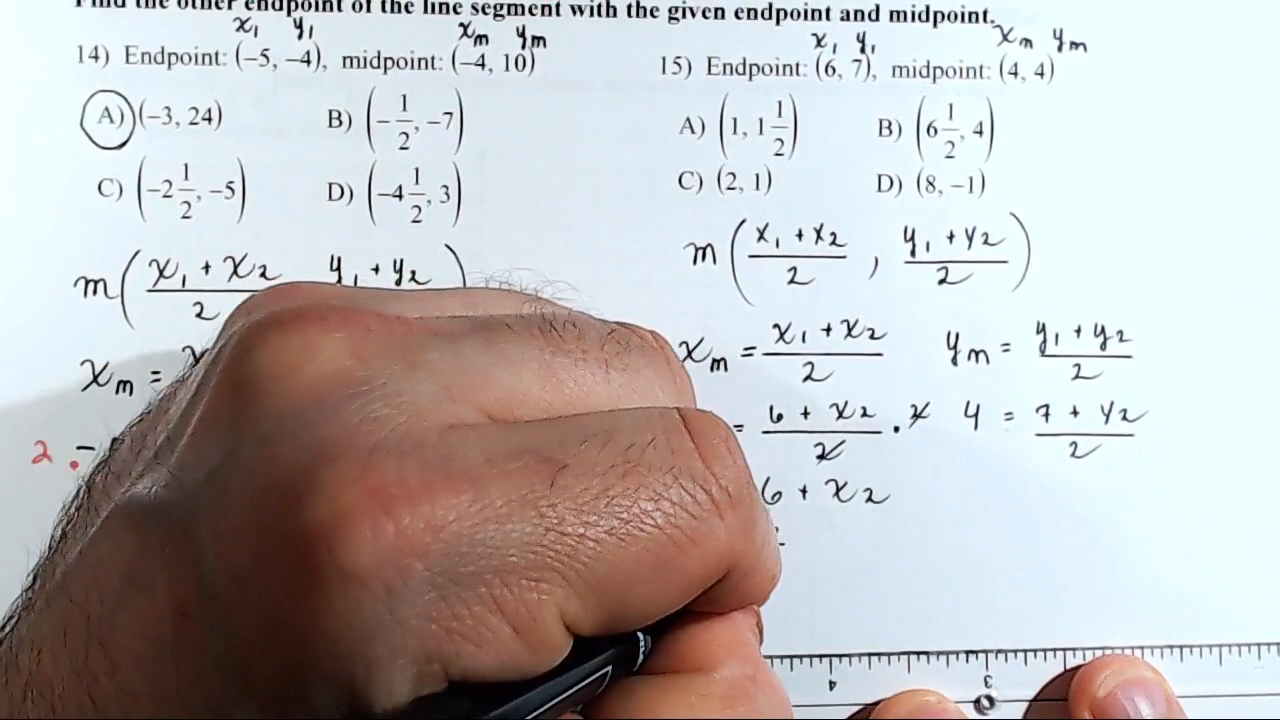 Find the other endpoint of the line segment with the given endpoint and midpoint.
x₁ y₁ xₘ yₘ
14) Endpoint: (−5, −4), midpoint: (−4, 10)
A) (−3, 24) B) (−1/2, −7)
C) (−2 1/2, −5) D) (−4 1/2, 3)
m( x₁ + x₂ / 2 y₁ + y₂ )
xₘ =
2 · −
x₁ y₁ xₘ yₘ
15) Endpoint: (6, 7), midpoint: (4, 4)
A) (1, 1 1/2) B) (6 1/2, 4)
C) (2, 1) D) (8, −1)
m( x₁ + x₂ / 2 , y₁ + y₂ / 2 )
xₘ = x₁ + x₂ / 2 yₘ = y₁ + y₂ / 2
= 6 + x₂ / 2 · 2 4 = 7 + y₂ / 2
6 + x₂
4 3